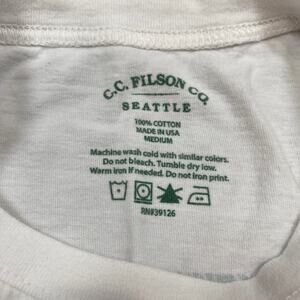 C.C. FILSON CO.
SEATTLE
100% COTTON
MADE IN USA
MEDIUM
Machine wash cold with similar colors.
Do not bleach. Tumble dry low.
Warm iron if needed. Do not iron print.
RN#39126